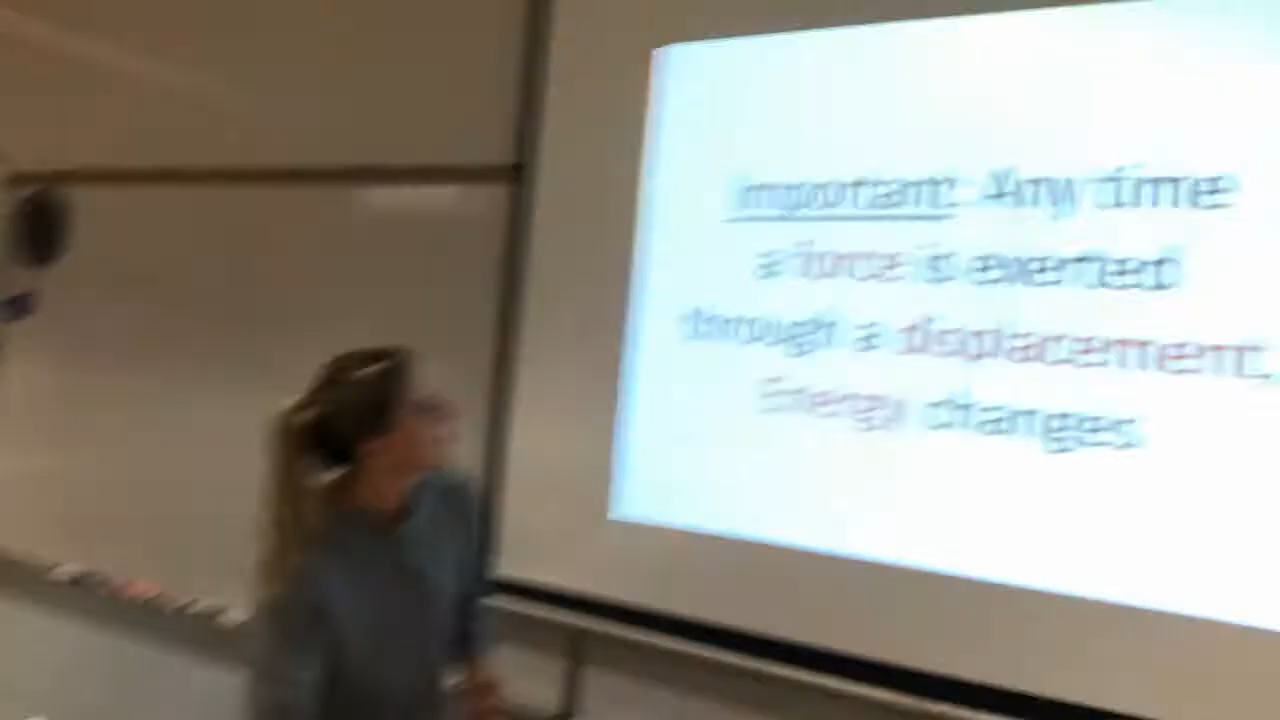 Important: Any time
a force is exerted
through a displacement.
Energy changes